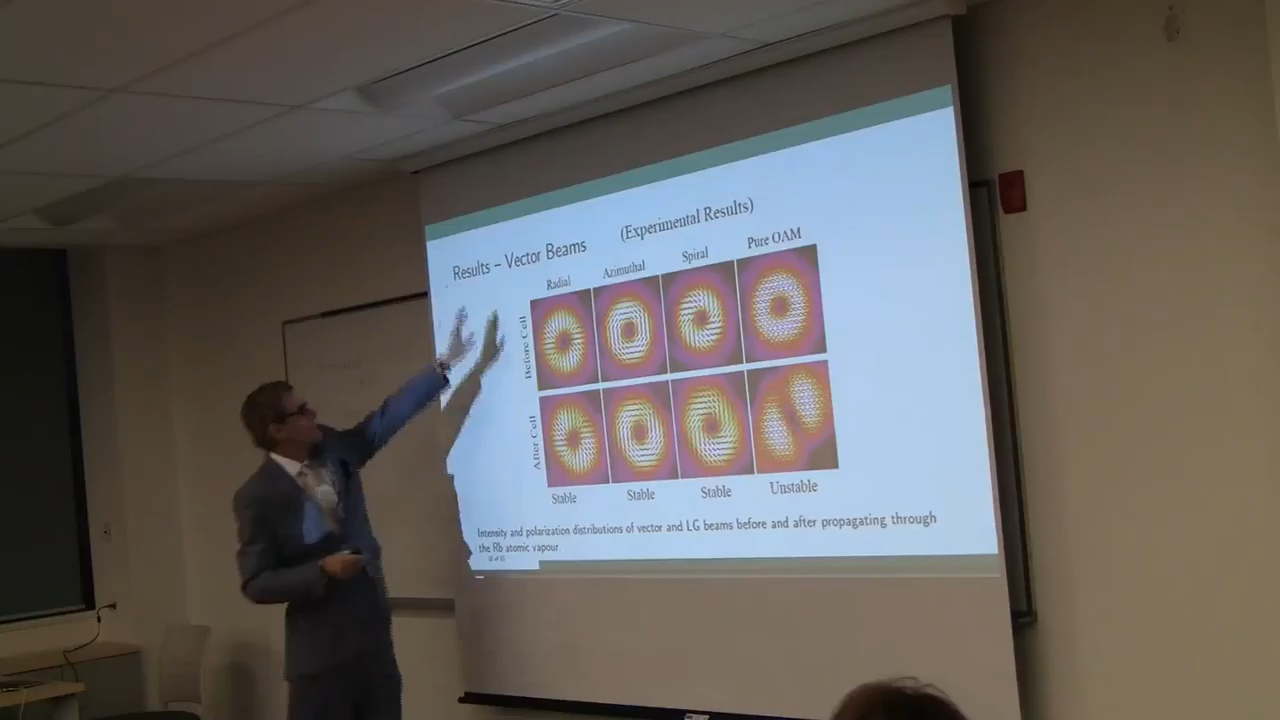 (Experimental Results)
Results – Vector Beams
Radial Azimuthal Spiral Pure OAM
Before Cell
After Cell
Stable Stable Stable Unstable
Intensity and polarization distributions of vector and LG beams before and after propagating through
the Rb atomic vapour.